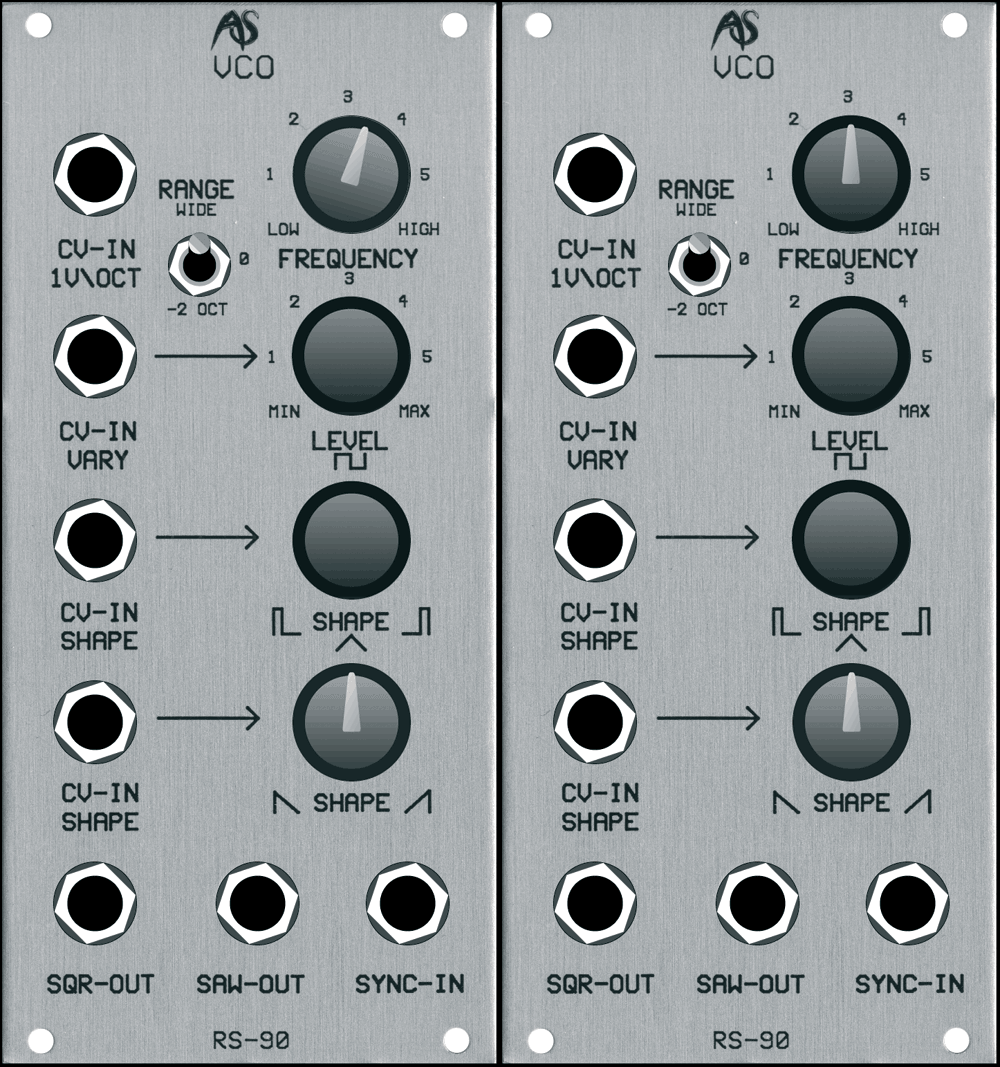 AS
VCO
3
2
4
1
5
RANGE
WIDE
LOW
HIGH
CV-IN
1V\OCT
0
FREQUENCY
-2 OCT
3
2
4
1
5
MIN
MAX
CV-IN
VARY
LEVEL
CV-IN
SHAPE
SHAPE
CV-IN
SHAPE
SHAPE
SQR-OUT
SAW-OUT
SYNC-IN
RS-90
AS
VCO
3
2
4
1
5
RANGE
WIDE
LOW
HIGH
CV-IN
1V\OCT
0
FREQUENCY
-2 OCT
3
2
4
1
5
MIN
MAX
CV-IN
VARY
LEVEL
CV-IN
SHAPE
SHAPE
CV-IN
SHAPE
SHAPE
SQR-OUT
SAW-OUT
SYNC-IN
RS-90